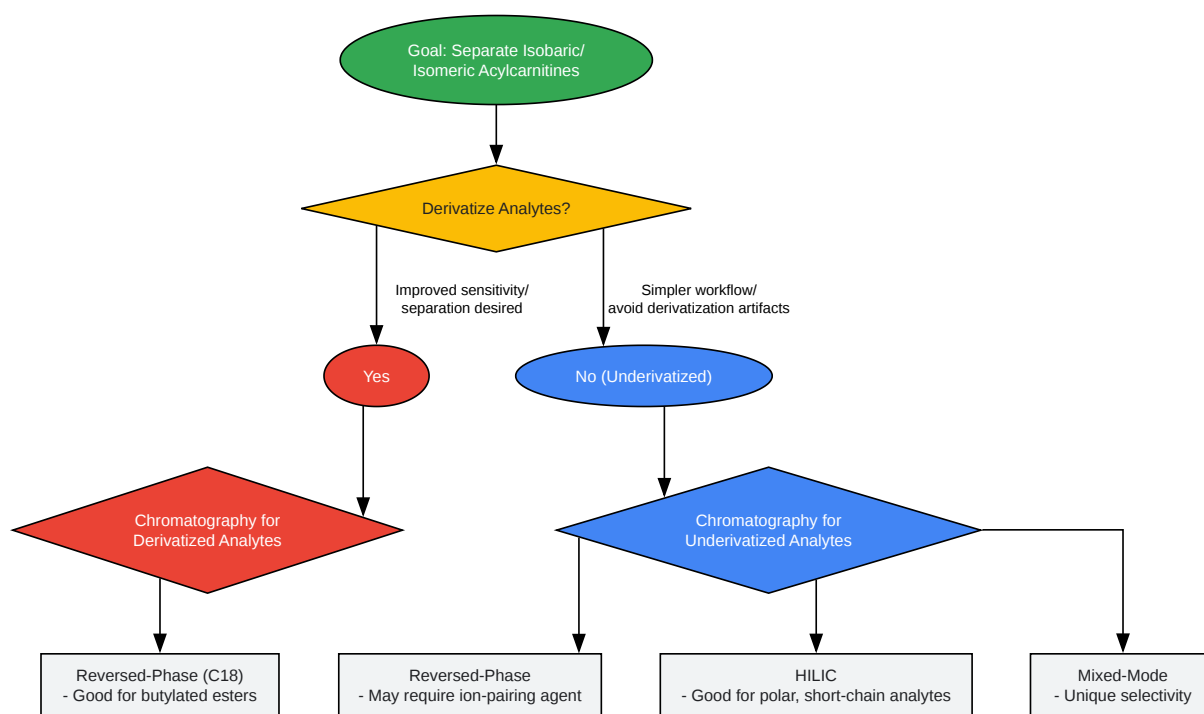 Goal: Separate Isobaric/
Isomeric Acylcarnitines
Derivatize Analytes?
Improved sensitivity/
separation desired
Simpler workflow/
avoid derivatization artifacts
Yes
No (Underivatized)
Chromatography for
Derivatized Analytes
Chromatography for
Underivatized Analytes
Reversed-Phase (C18)
- Good for butylated esters
Reversed-Phase
- May require ion-pairing agent
HILIC
- Good for polar, short-chain analytes
Mixed-Mode
- Unique selectivity